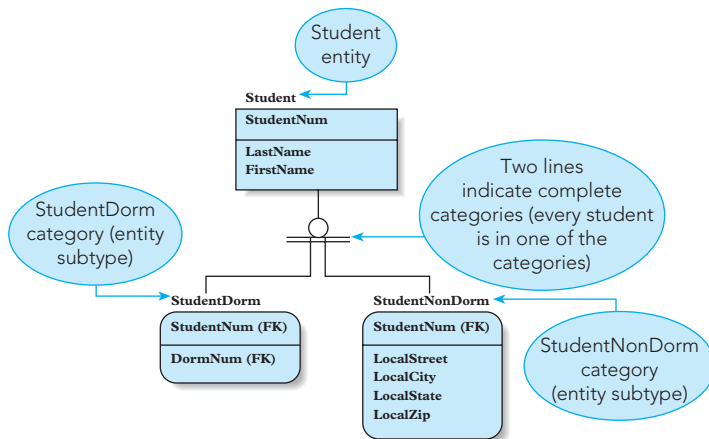 Student
entity
Student
StudentNum
LastName
FirstName
Two lines
indicate complete
categories (every student
is in one of the
categories)
StudentDorm
category (entity
subtype)
StudentDorm
StudentNum (FK)
DormNum (FK)
StudentNonDorm
StudentNum (FK)
LocalStreet
LocalCity
LocalState
LocalZip
StudentNonDorm
category
(entity subtype)